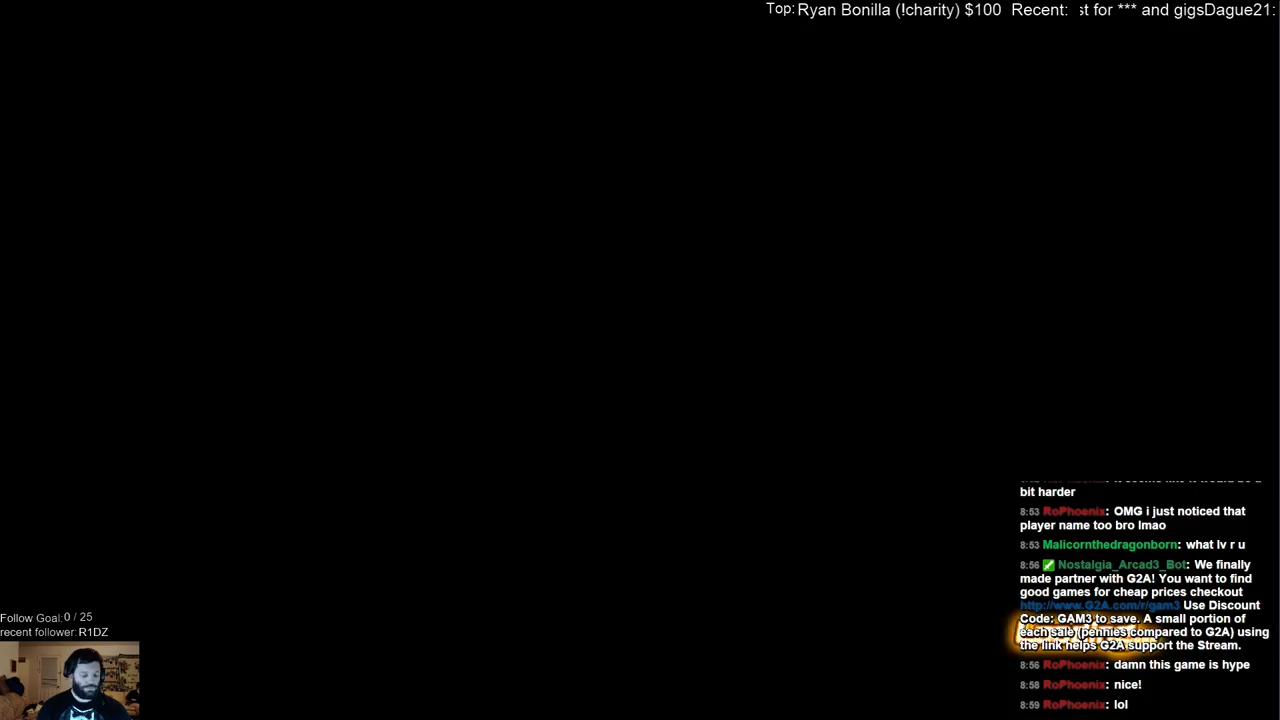 Top: Ryan Bonilla (!charity) $100 Recent: st for *** and gigsDague21:
bit harder
8:53 RoPhoenix: OMG i just noticed that
player name too bro lmao
8:53 Malicornthedragonborn: what lv r u
8:56 Nostalgia_Arcad3_Bot: We finally
made partner with G2A! You want to find
good games for cheap prices checkout
http://www.G2A.com/r/gam3 Use Discount
Code: GAM3 to save. A small portion of
each sale (pennies compared to G2A) using
the link helps G2A support the Stream.
8:56 RoPhoenix: damn this game is hype
8:58 RoPhoenix: nice!
8:59 RoPhoenix: lol
Follow Goal: 0 / 25
recent follower: R1DZ